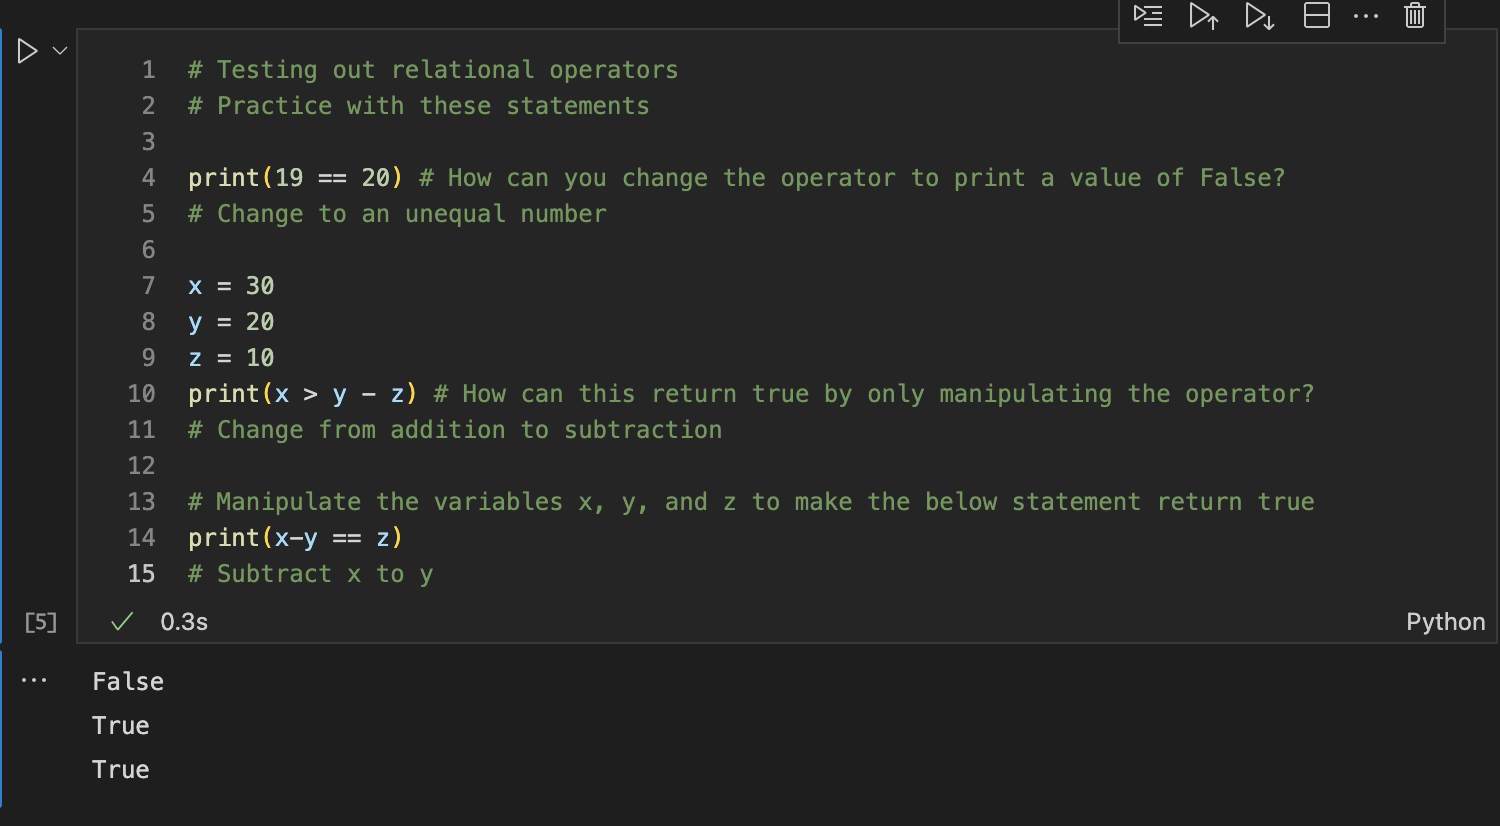 1 # Testing out relational operators
2 # Practice with these statements
3
4 print(19 == 20) # How can you change the operator to print a value of False?
5 # Change to an unequal number
6
7 x = 30
8 y = 20
9 z = 10
10 print(x > y - z) # How can this return true by only manipulating the operator?
11 # Change from addition to subtraction
12
13 # Manipulate the variables x, y, and z to make the below statement return true
14 print(x-y == z)
15 # Subtract x to y
[5] ✓ 0.3s Python
... False
True
True